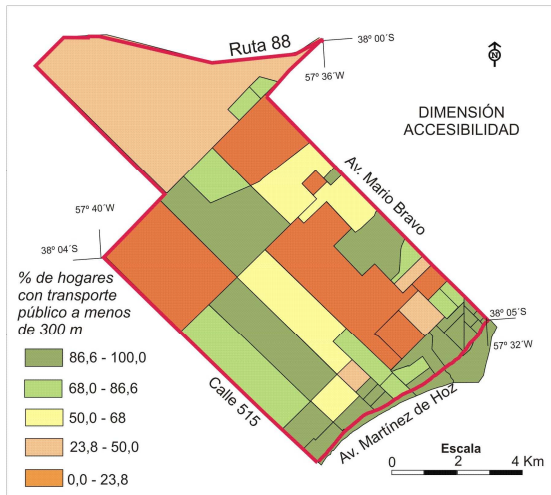 Ruta 88
38º 00´S
57º 36´W
N
DIMENSIÓN
ACCESIBILIDAD
Av. Mario Bravo
57º 40´W
38º 04´S
% de hogares
con transporte
público a menos
de 300 m
86,6 - 100,0
68,0 - 86,6
50,0 - 68
23,8 - 50,0
0,0 - 23,8
Calle 515
Av. Martínez de Hoz
38º 05´S
57º 32´W
Escala
0 2 4 Km